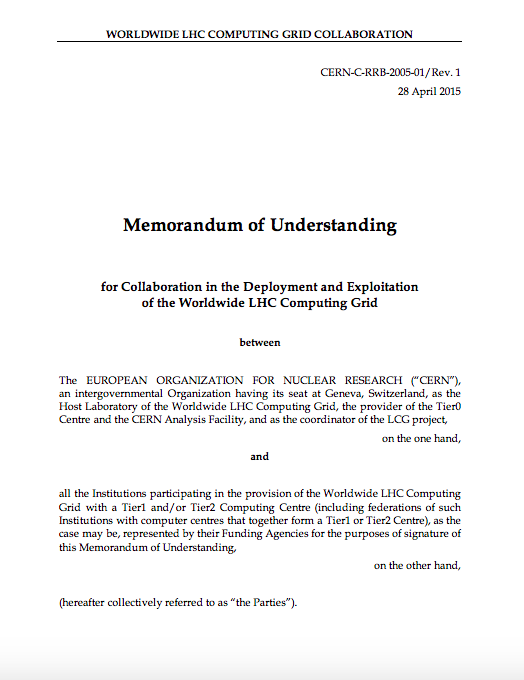 WORLDWIDE LHC COMPUTING GRID COLLABORATION
CERN-C-RRB-2005-01/Rev. 1
28 April 2015
Memorandum of Understanding
for Collaboration in the Deployment and Exploitation
of the Worldwide LHC Computing Grid
between
The EUROPEAN ORGANIZATION FOR NUCLEAR RESEARCH (“CERN”),
an intergovernmental Organization having its seat at Geneva, Switzerland, as the
Host Laboratory of the Worldwide LHC Computing Grid, the provider of the Tier0
Centre and the CERN Analysis Facility, and as the coordinator of the LCG project,
on the one hand,
and
all the Institutions participating in the provision of the Worldwide LHC Computing
Grid with a Tier1 and/or Tier2 Computing Centre (including federations of such
Institutions with computer centres that together form a Tier1 or Tier2 Centre), as the
case may be, represented by their Funding Agencies for the purposes of signature of
this Memorandum of Understanding,
on the other hand,
(hereafter collectively referred to as “the Parties”).